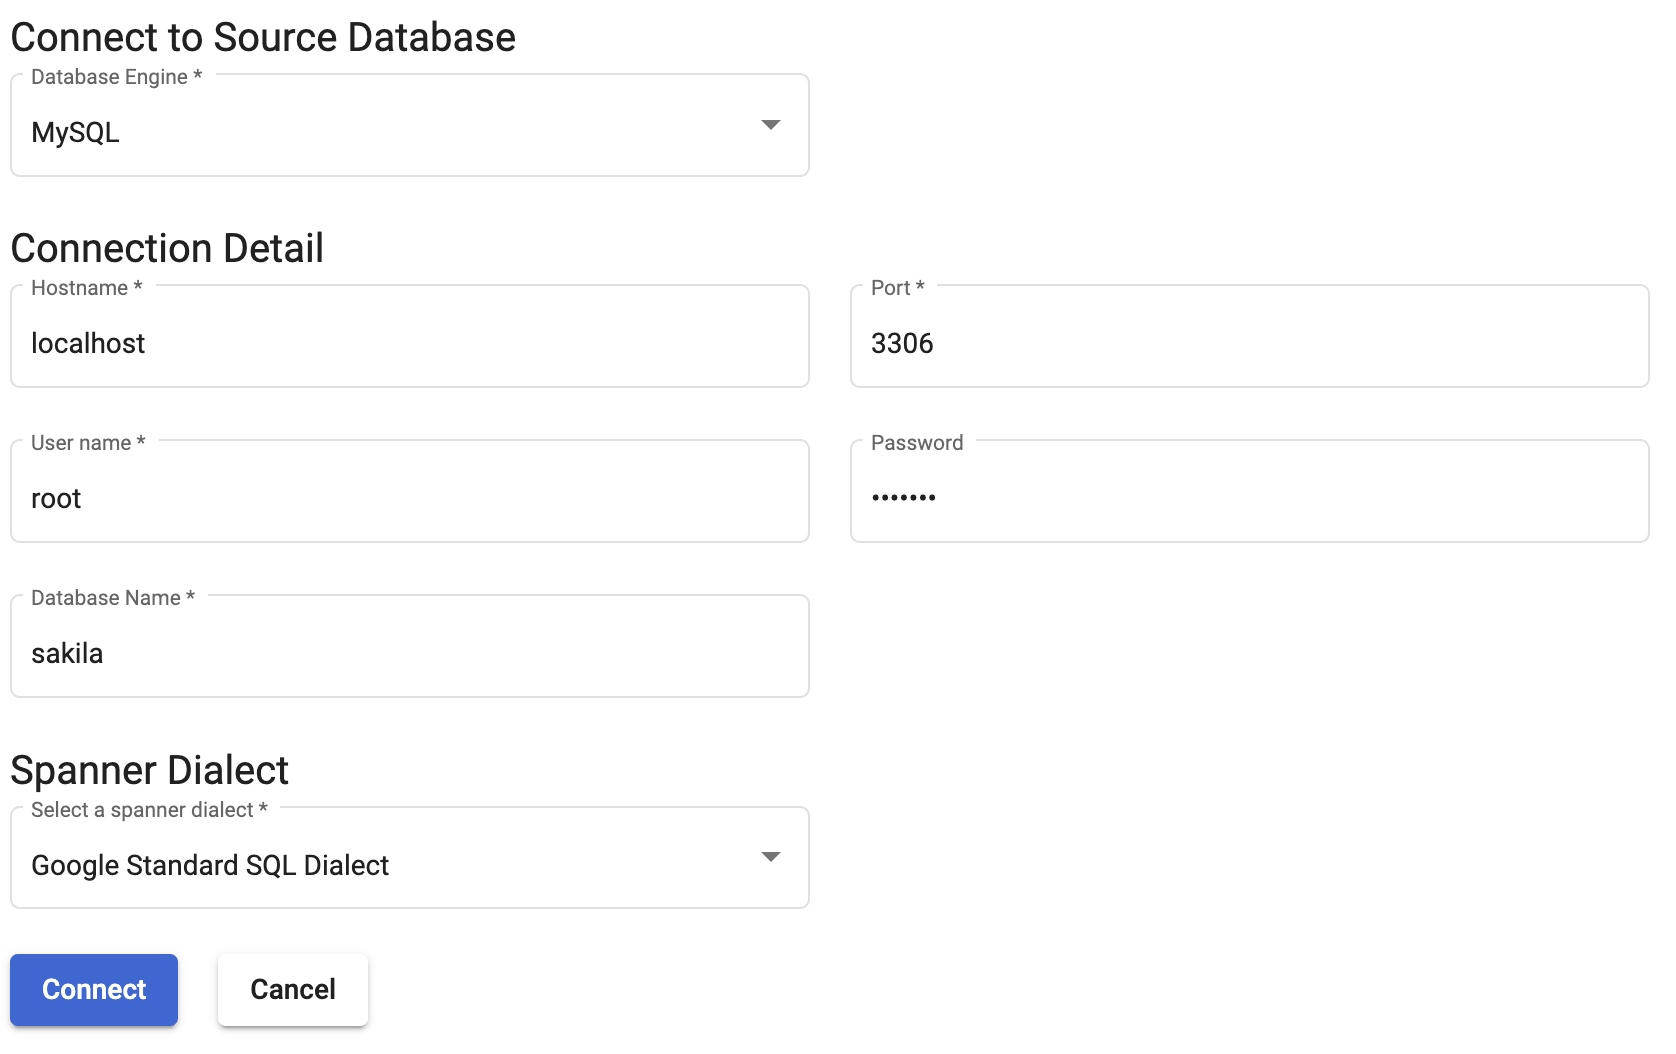 Connect to Source Database
Database Engine *
MySQL
Connection Detail
Hostname *
localhost
Port *
3306
User name *
root
Password
•••••••
Database Name *
sakila
Spanner Dialect
Select a spanner dialect *
Google Standard SQL Dialect
Connect
Cancel